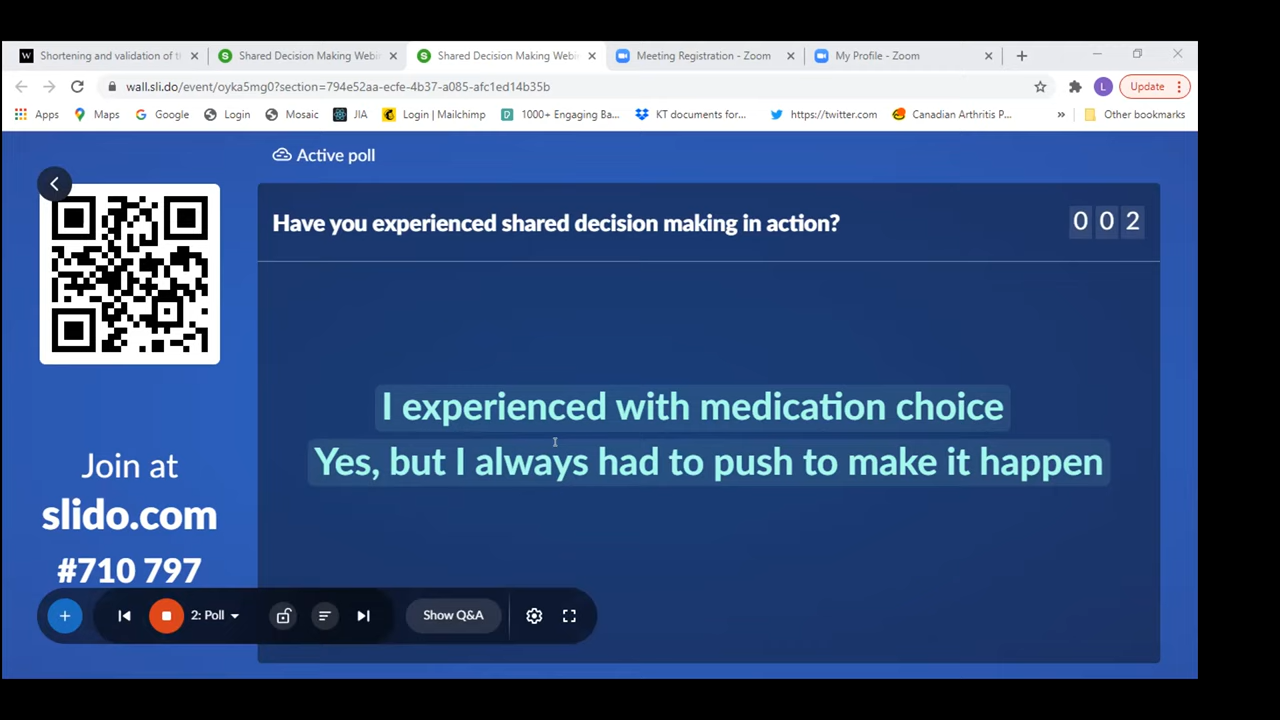 W Shortening and validation of t
S Shared Decision Making Webi
S Shared Decision Making Webi
Meeting Registration - Zoom
My Profile - Zoom
wall.sli.do/event/oyka5mg0?section=794e52aa-ecfe-4b37-a085-afc1ed14b35b
L
Update
Apps
Maps
G Google
Login
Mosaic
JIA
Login | Mailchimp
D 1000+ Engaging Ba...
KT documents for...
https://twitter.com
Canadian Arthritis P...
»
Other bookmarks
Active poll
Have you experienced shared decision making in action?
0 0 2
I experienced with medication choice
Yes, but I always had to push to make it happen
Join at
slido.com
#710 797
2: Poll
Show Q&A